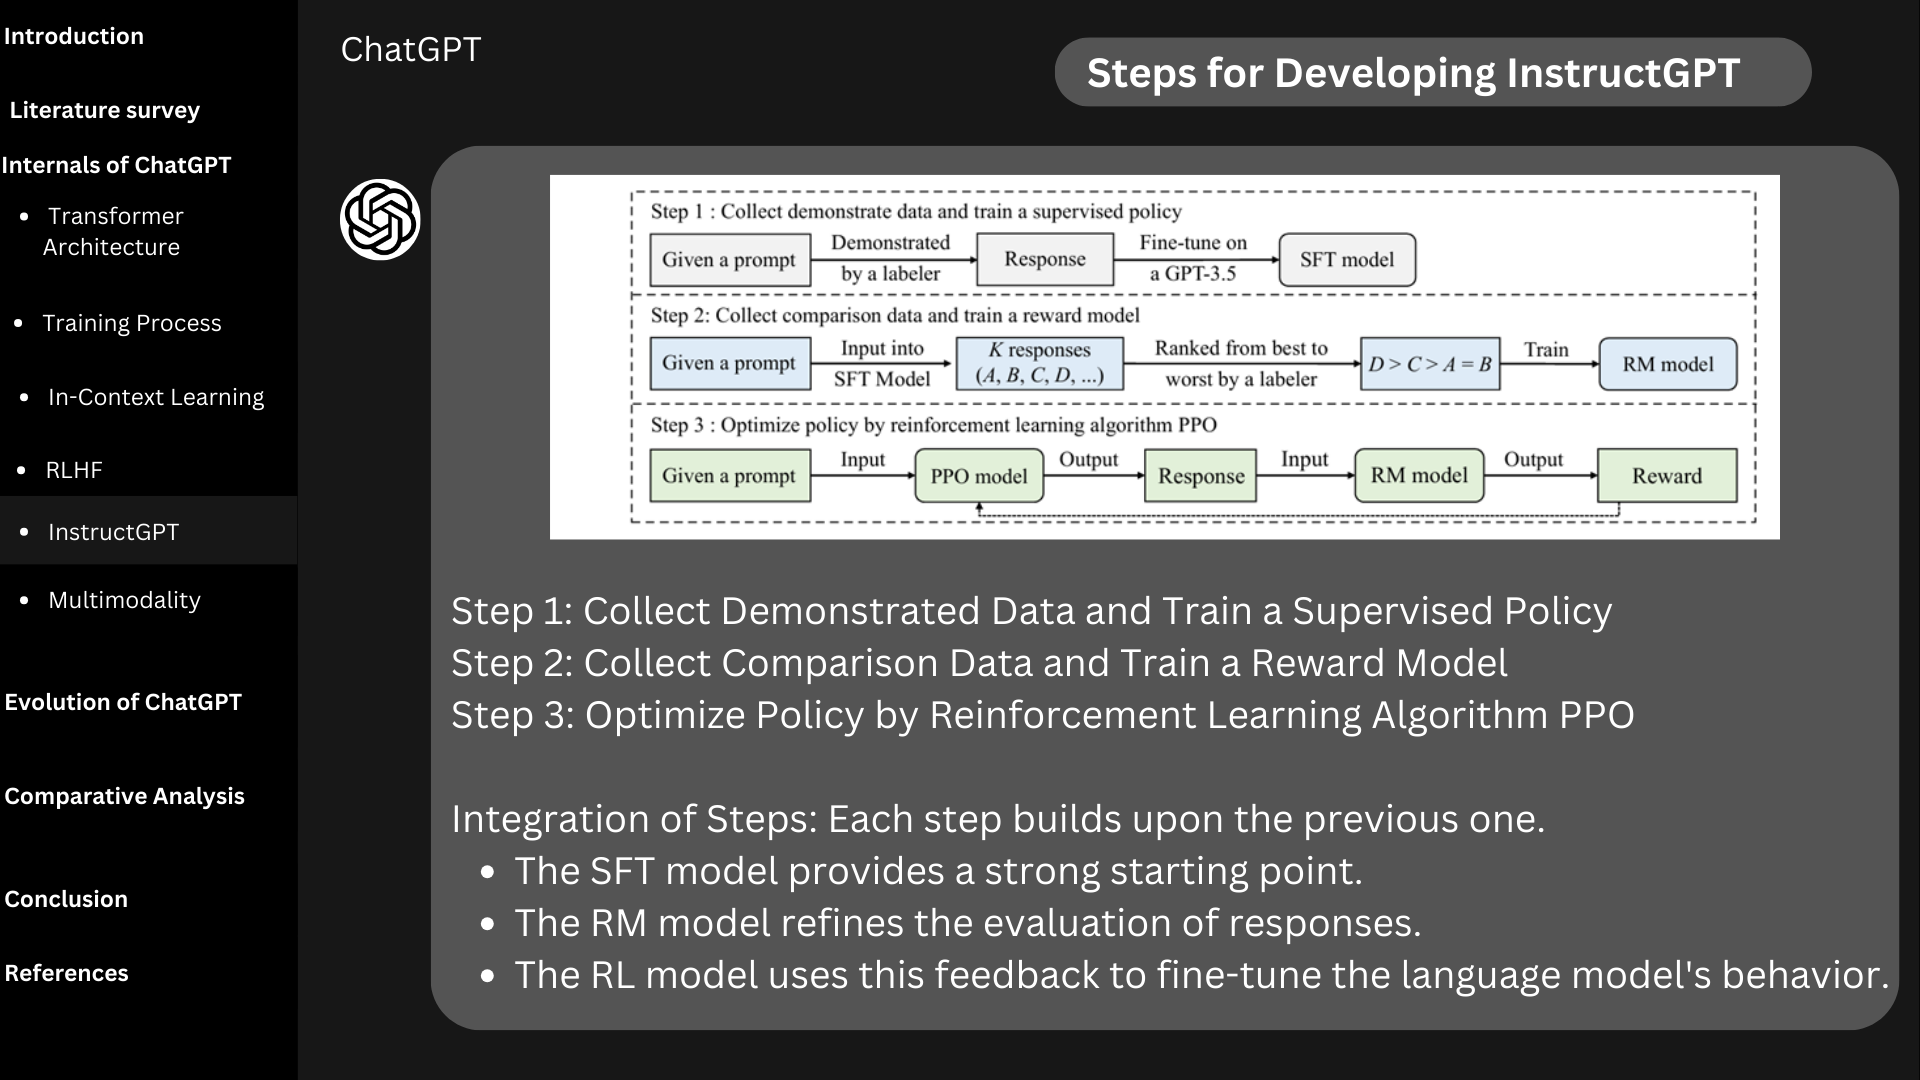 Introduction
Literature survey
Internals of ChatGPT
• Transformer
Architecture
• Training Process
• In-Context Learning
• RLHF
• InstructGPT
• Multimodality
Evolution of ChatGPT
Comparative Analysis
Conclusion
References
ChatGPT
Steps for Developing InstructGPT
Step 1 : Collect demonstrate data and train a supervised policy
Given a prompt
Demonstrated
by a labeler
Response
Fine-tune on
a GPT-3.5
SFT model
Step 2: Collect comparison data and train a reward model
Given a prompt
Input into
SFT Model
K responses
(A, B, C, D, ...)
Ranked from best to
worst by a labeler
D > C > A = B
Train
RM model
Step 3 : Optimize policy by reinforcement learning algorithm PPO
Given a prompt
Input
PPO model
Output
Response
Input
RM model
Output
Reward
Step 1: Collect Demonstrated Data and Train a Supervised Policy
Step 2: Collect Comparison Data and Train a Reward Model
Step 3: Optimize Policy by Reinforcement Learning Algorithm PPO
Integration of Steps: Each step builds upon the previous one.
• The SFT model provides a strong starting point.
• The RM model refines the evaluation of responses.
• The RL model uses this feedback to fine-tune the language model's behavior.